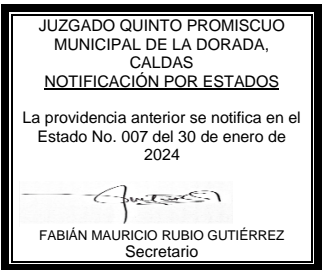 JUZGADO QUINTO PROMISCUO
MUNICIPAL DE LA DORADA,
CALDAS
NOTIFICACIÓN POR ESTADOS
La providencia anterior se notifica en el
Estado No. 007 del 30 de enero de
2024
FABIÁN MAURICIO RUBIO GUTIÉRREZ
Secretario